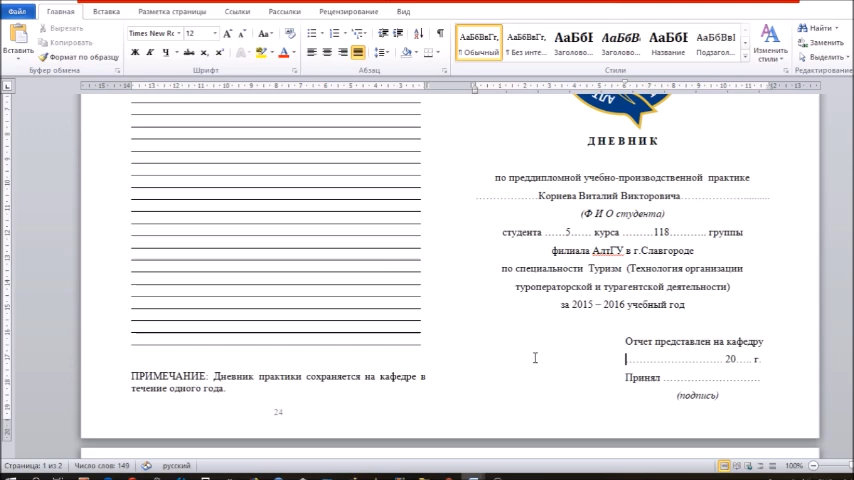 Файл Главная Вставка Разметка страницы Ссылки Рассылки Рецензирование Вид
Вставить
Вырезать
Копировать
Формат по образцу
Буфер обмена
Times New Ro 12
Ж К Ч
Шрифт
Абзац
АаБбВвГг, АаБбВвГг, АаБбІ АаБбВ АаБбІ АаБбВвІ
¶ Обычный ¶ Без инте... Заголово... Заголово... Название Подзагол...
Стили
Изменить стили
Найти
Заменить
Выделить
Редактирование
АЛТ
ДНЕВНИК
по преддипломной учебно-производственной практике
....................Корнева Виталий Викторовича..............................
(Ф И О студента)
студента ......5...... курса .........118.......... группы
филиала АлтГУ в г.Славгороде
по специальности Туризм (Технология организации
туроператорской и турагентской деятельности)
за 2015 – 2016 учебный год
Отчет представлен на кафедру
............................... 20..... г.
Принял ...............................
(подпись)
ПРИМЕЧАНИЕ: Дневник практики сохраняется на кафедре в
течение одного года.
24
Страница: 1 из 2 Число слов: 149 русский 100%